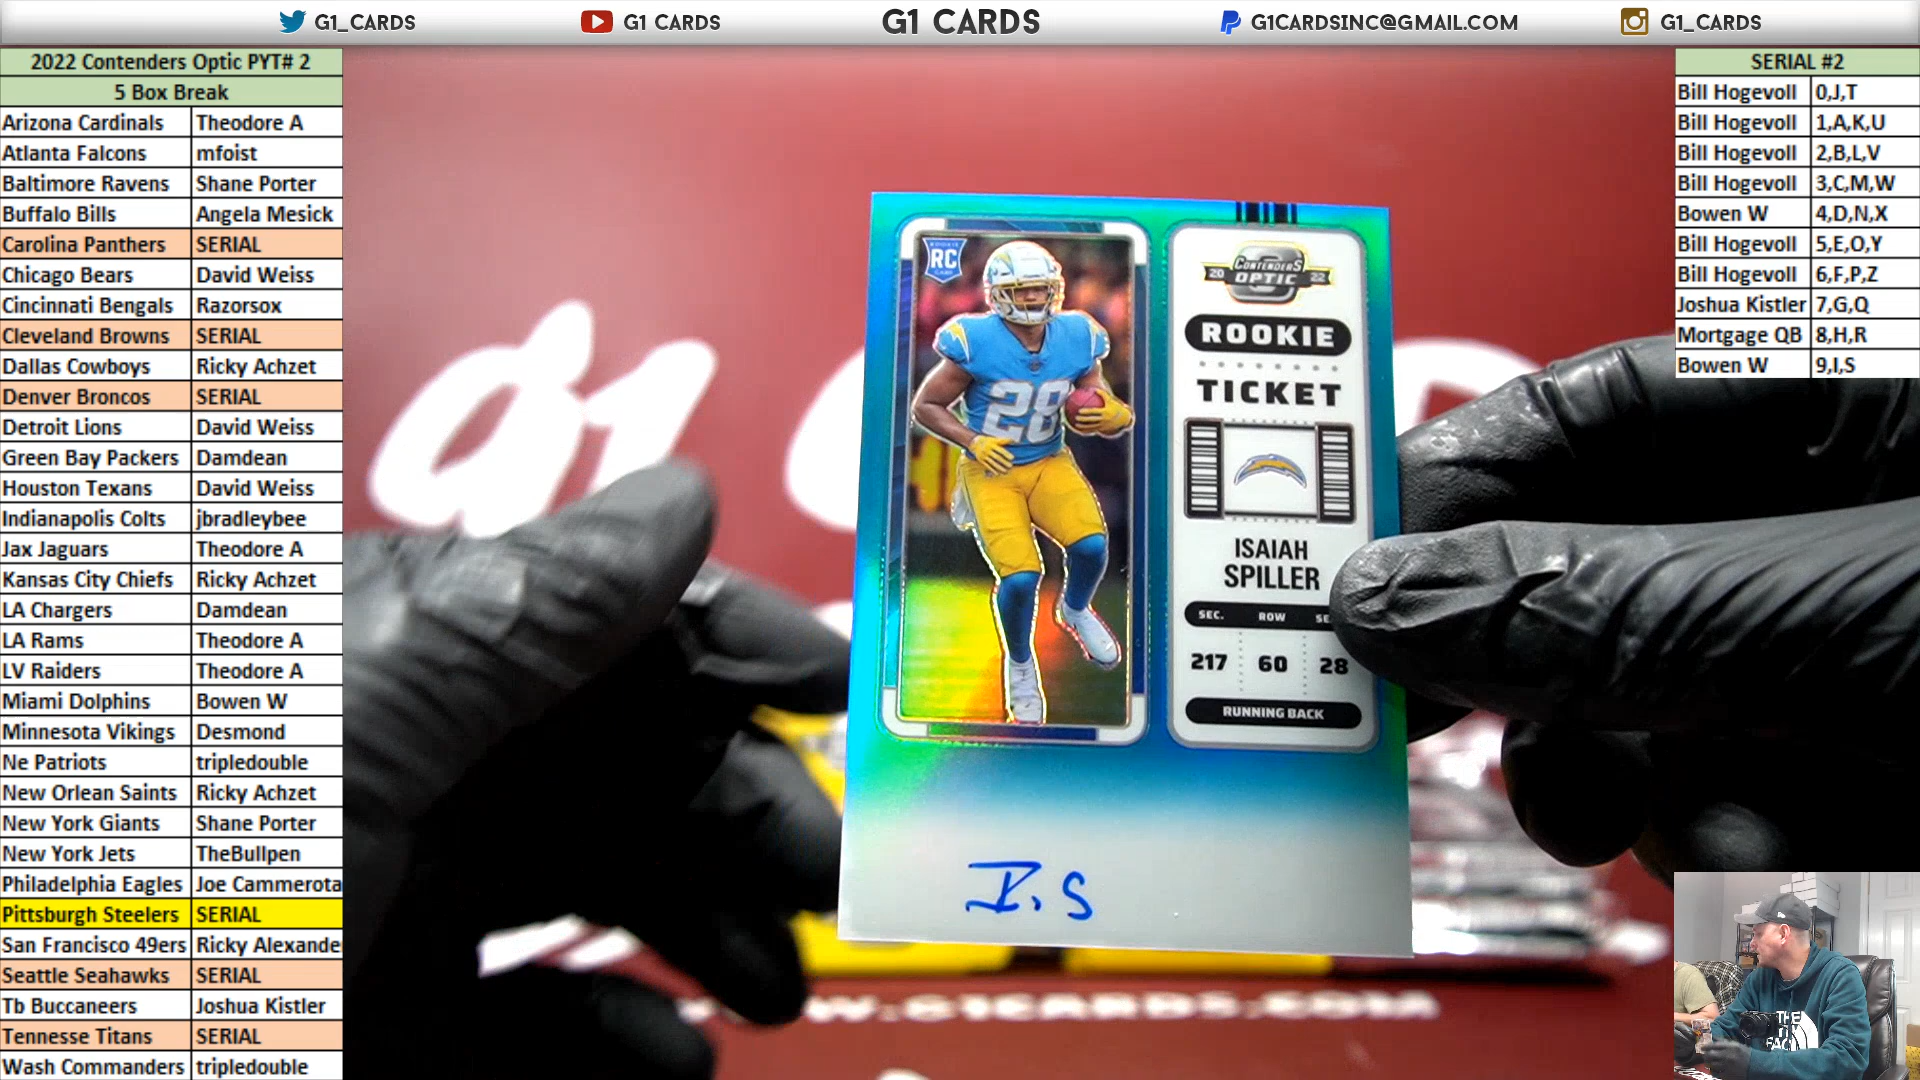 G1_CARDS
G1 CARDS
G1 CARDS
G1CARDSINC@GMAIL.COM
G1_CARDS
2022 Contenders Optic PYT# 2
5 Box Break
Arizona Cardinals Theodore A
Atlanta Falcons mfoist
Baltimore Ravens Shane Porter
Buffalo Bills Angela Mesick
Carolina Panthers SERIAL
Chicago Bears David Weiss
Cincinnati Bengals Razorsox
Cleveland Browns SERIAL
Dallas Cowboys Ricky Achzet
Denver Broncos SERIAL
Detroit Lions David Weiss
Green Bay Packers Damdean
Houston Texans David Weiss
Indianapolis Colts jbradleybee
Jax Jaguars Theodore A
Kansas City Chiefs Ricky Achzet
LA Chargers Damdean
LA Rams Theodore A
LV Raiders Theodore A
Miami Dolphins Bowen W
Minnesota Vikings Desmond
Ne Patriots tripledouble
New Orlean Saints Ricky Achzet
New York Giants Shane Porter
New York Jets TheBullpen
Philadelphia Eagles Joe Cammerota
Pittsburgh Steelers SERIAL
San Francisco 49ers Ricky Alexande
Seattle Seahawks SERIAL
Tb Buccaneers Joshua Kistler
Tennesse Titans SERIAL
Wash Commanders tripledouble
ROOKIE
RC
28
20 CONTENDERS 22
OPTIC
ROOKIE
TICKET
ISAIAH
SPILLER
SEC. ROW
217 60 28
RUNNING BACK
I.S
WWW.G1CARDS.COM
SERIAL #2
Bill Hogevoll 0,J,T
Bill Hogevoll 1,A,K,U
Bill Hogevoll 2,B,L,V
Bill Hogevoll 3,C,M,W
Bowen W 4,D,N,X
Bill Hogevoll 5,E,O,Y
Bill Hogevoll 6,F,P,Z
Joshua Kistler 7,G,Q
Mortgage QB 8,H,R
Bowen W 9,I,S
THE